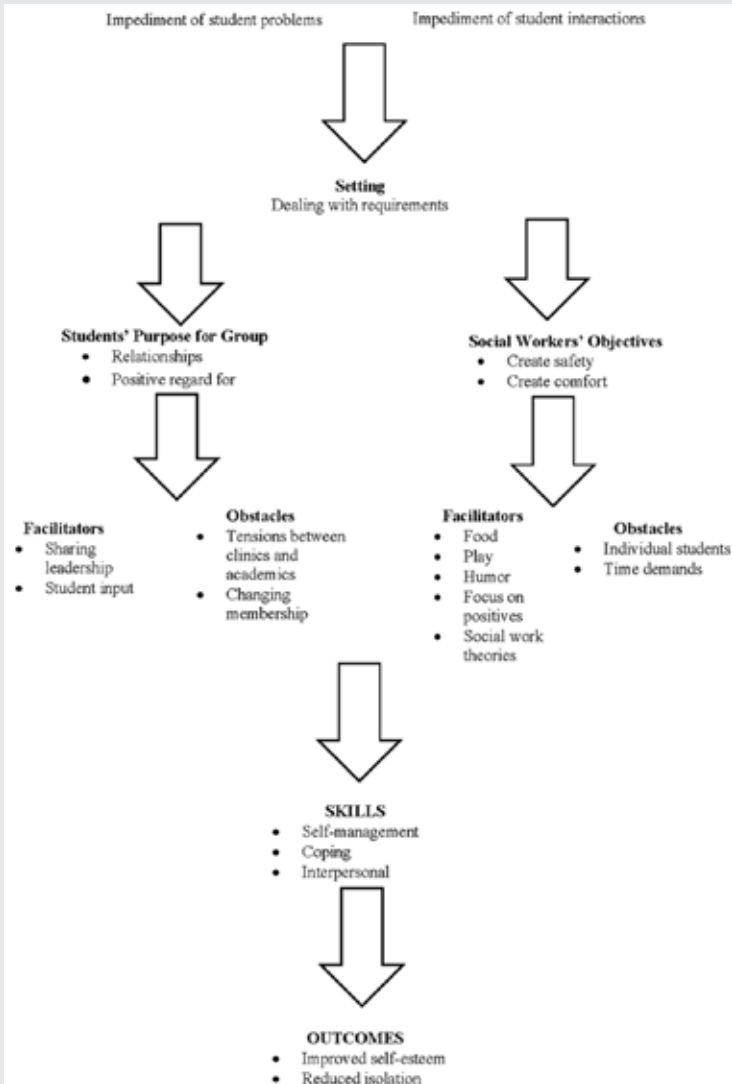 Impediment of student problems
Impediment of student interactions
Setting
Dealing with requirements
Students' Purpose for Group
• Relationships
• Positive regard for
Social Workers' Objectives
• Create safety
• Create comfort
Facilitators
• Sharing
leadership
• Student input
Obstacles
• Tensions between
clinics and
academics
• Changing
membership
Facilitators
• Food
• Play
• Humor
• Focus on
positives
• Social work
theories
Obstacles
• Individual students
• Time demands
SKILLS
• Self-management
• Coping
• Interpersonal
OUTCOMES
• Improved self-esteem
• Reduced isolation